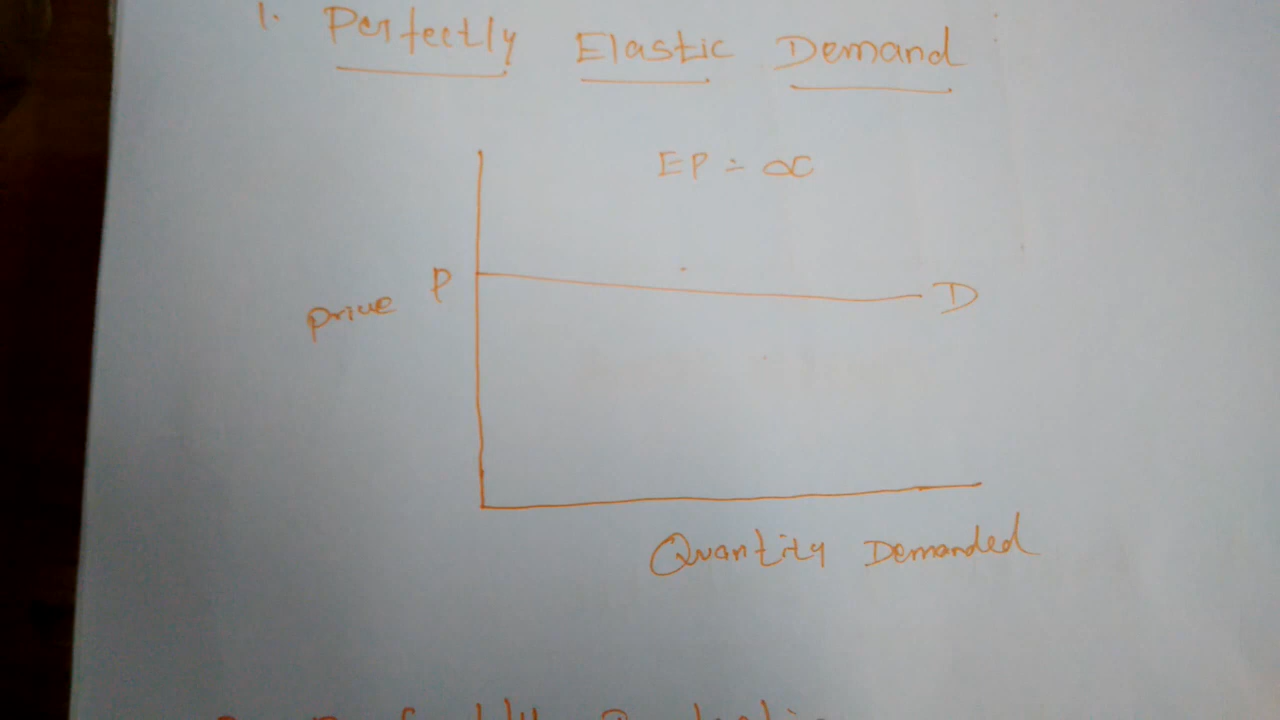 1. Perfectly Elastic Demand
EP = ∞
P
D
price
Quantity Demanded